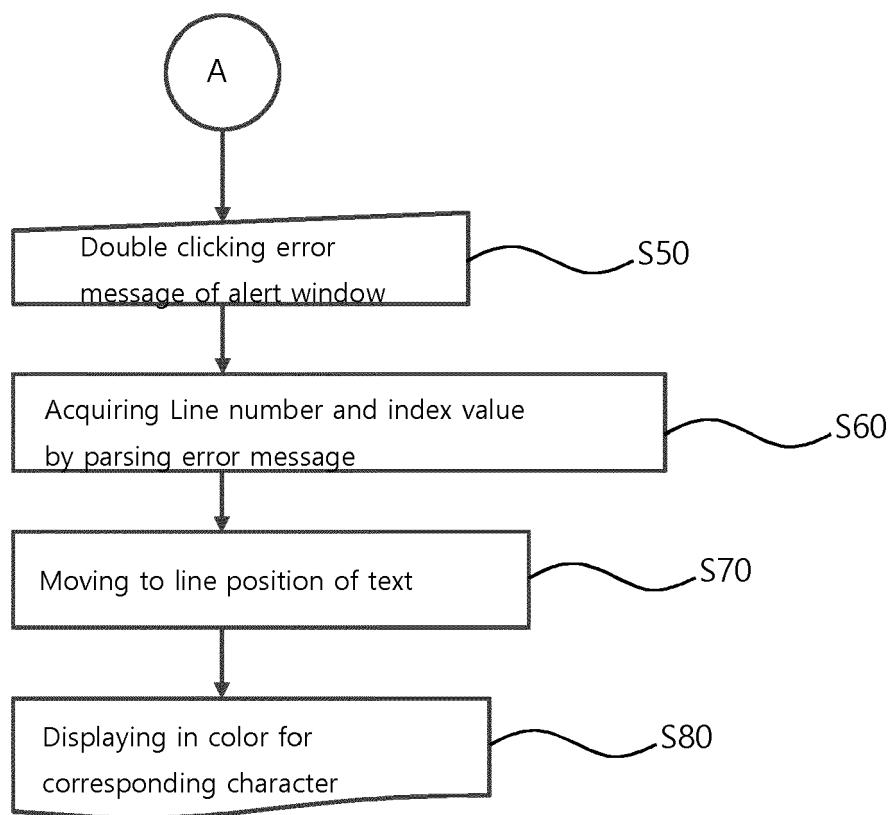 A
Double clicking error
message of alert window
S50
Acquiring Line number and index value
by parsing error message
S60
Moving to line position of text
S70
Displaying in color for
corresponding character
S80